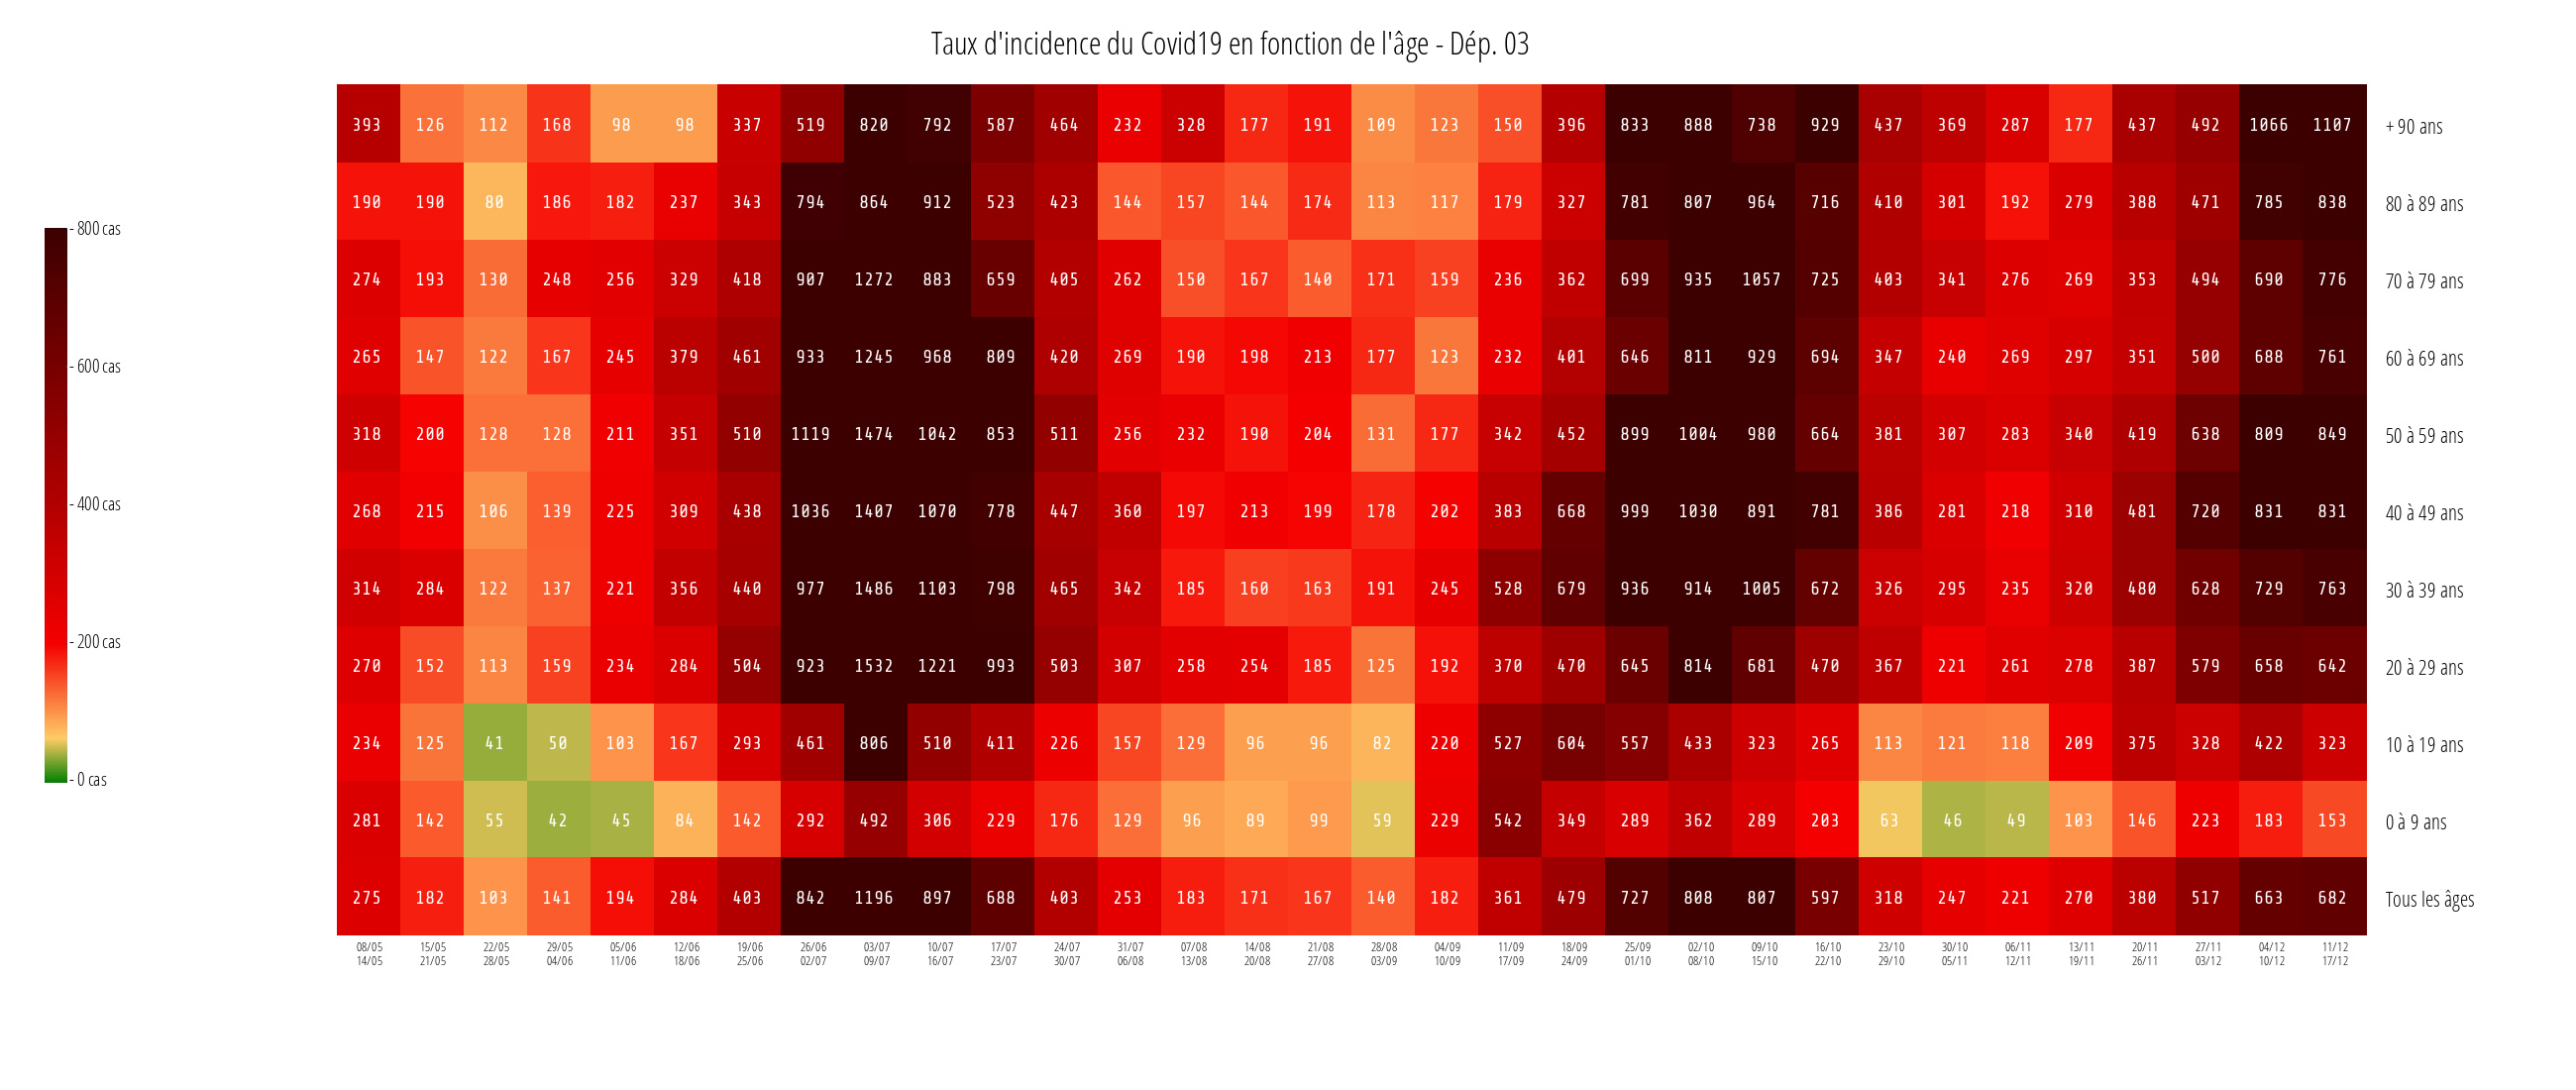 Taux d'incidence du Covid19 en fonction de l'âge - Dép. 03
- 800 cas
- 600 cas
- 400 cas
- 200 cas
- 0 cas
393 126 112 168 98 98 337 519 820 792 587 464 232 328 177 191 109 123 150 396 833 888 738 929 437 369 287 177 437 492 1066 1107 + 90 ans
190 190 80 186 182 237 343 794 864 912 523 423 144 157 144 174 113 117 179 327 781 807 964 716 410 301 192 279 388 471 785 838 80 à 89 ans
274 193 130 248 256 329 418 907 1272 883 659 405 262 150 167 140 171 159 236 362 699 935 1057 725 403 341 276 269 353 494 690 776 70 à 79 ans
265 147 122 167 245 379 461 933 1245 968 809 420 269 190 198 213 177 123 232 401 646 811 929 694 347 240 269 297 351 500 688 761 60 à 69 ans
318 200 128 128 211 351 510 1119 1474 1042 853 511 256 232 190 204 131 177 342 452 899 1004 980 664 381 307 283 340 419 638 809 849 50 à 59 ans
268 215 106 139 225 309 438 1036 1407 1070 778 447 360 197 213 199 178 202 383 668 999 1030 891 781 386 281 218 310 481 720 831 831 40 à 49 ans
314 284 122 137 221 356 440 977 1486 1103 798 465 342 185 160 163 191 245 528 679 936 914 1005 672 326 295 235 320 480 628 729 763 30 à 39 ans
270 152 113 159 234 284 504 923 1532 1221 993 503 307 258 254 185 125 192 370 470 645 814 681 470 367 221 261 278 387 579 658 642 20 à 29 ans
234 125 41 50 103 167 293 461 806 510 411 226 157 129 96 96 82 220 527 604 557 433 323 265 113 121 118 209 375 328 422 323 10 à 19 ans
281 142 55 42 45 84 142 292 492 306 229 176 129 96 89 99 59 229 542 349 289 362 289 203 63 46 49 103 146 223 183 153 0 à 9 ans
275 182 103 141 194 284 403 842 1196 897 688 403 253 183 171 167 140 182 361 479 727 808 807 597 318 247 221 270 380 517 663 682 Tous les âges
08/05 15/05 22/05 29/05 05/06 12/06 19/06 26/06 03/07 10/07 17/07 24/07 31/07 07/08 14/08 21/08 28/08 04/09 11/09 18/09 25/09 02/10 09/10 16/10 23/10 30/10 06/11 13/11 20/11 27/11 04/12 11/12
14/05 21/05 28/05 04/06 11/06 18/06 25/06 02/07 09/07 16/07 23/07 30/07 06/08 13/08 20/08 27/08 03/09 10/09 17/09 24/09 01/10 08/10 15/10 22/10 29/10 05/11 12/11 19/11 26/11 03/12 10/12 17/12